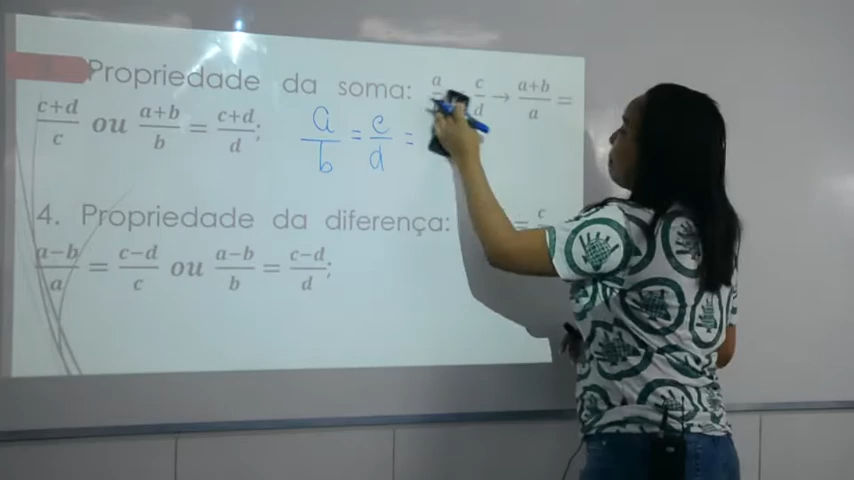 Propriedade da soma: a c/d → a+b/a =
c+d/c ou a+b/b = c+d/d;
a/b = c/d =
4. Propriedade da diferença: = c
a-b/a = c-d/c ou a-b/b = c-d/d;